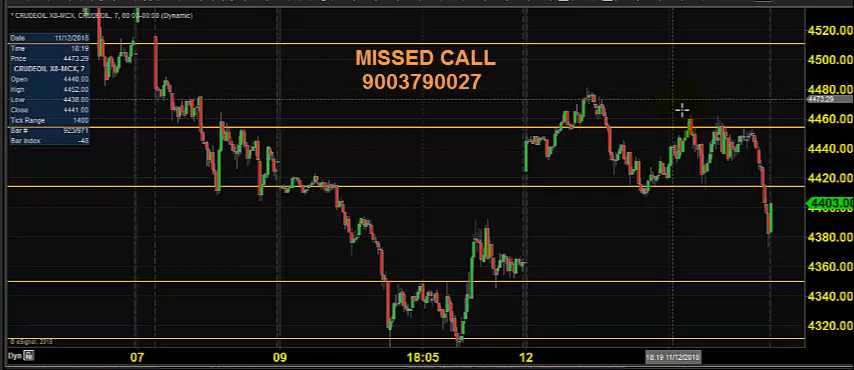 * CRUDEOIL X8-MCX, CRUDEOIL, 7, 00:00-00:00 (Dynamic)
Date 11/12/2018
Time 18:19
Price 4473.29
CRUDEOIL X8-MCX, 7
Open 4448.00
High 4452.00
Low 4438.00
Close 4441.00
Tick Range 1400
Bar # 923/971
Bar Index -48
MISSED CALL
9003790027
4520.00
4500.00
4480.00
4473.29
4460.00
4440.00
4420.00
4403.00
4380.00
4360.00
4340.00
4320.00
© eSignal, 2018
Dyn
07
09
18:05
12
18:19 11/12/2018